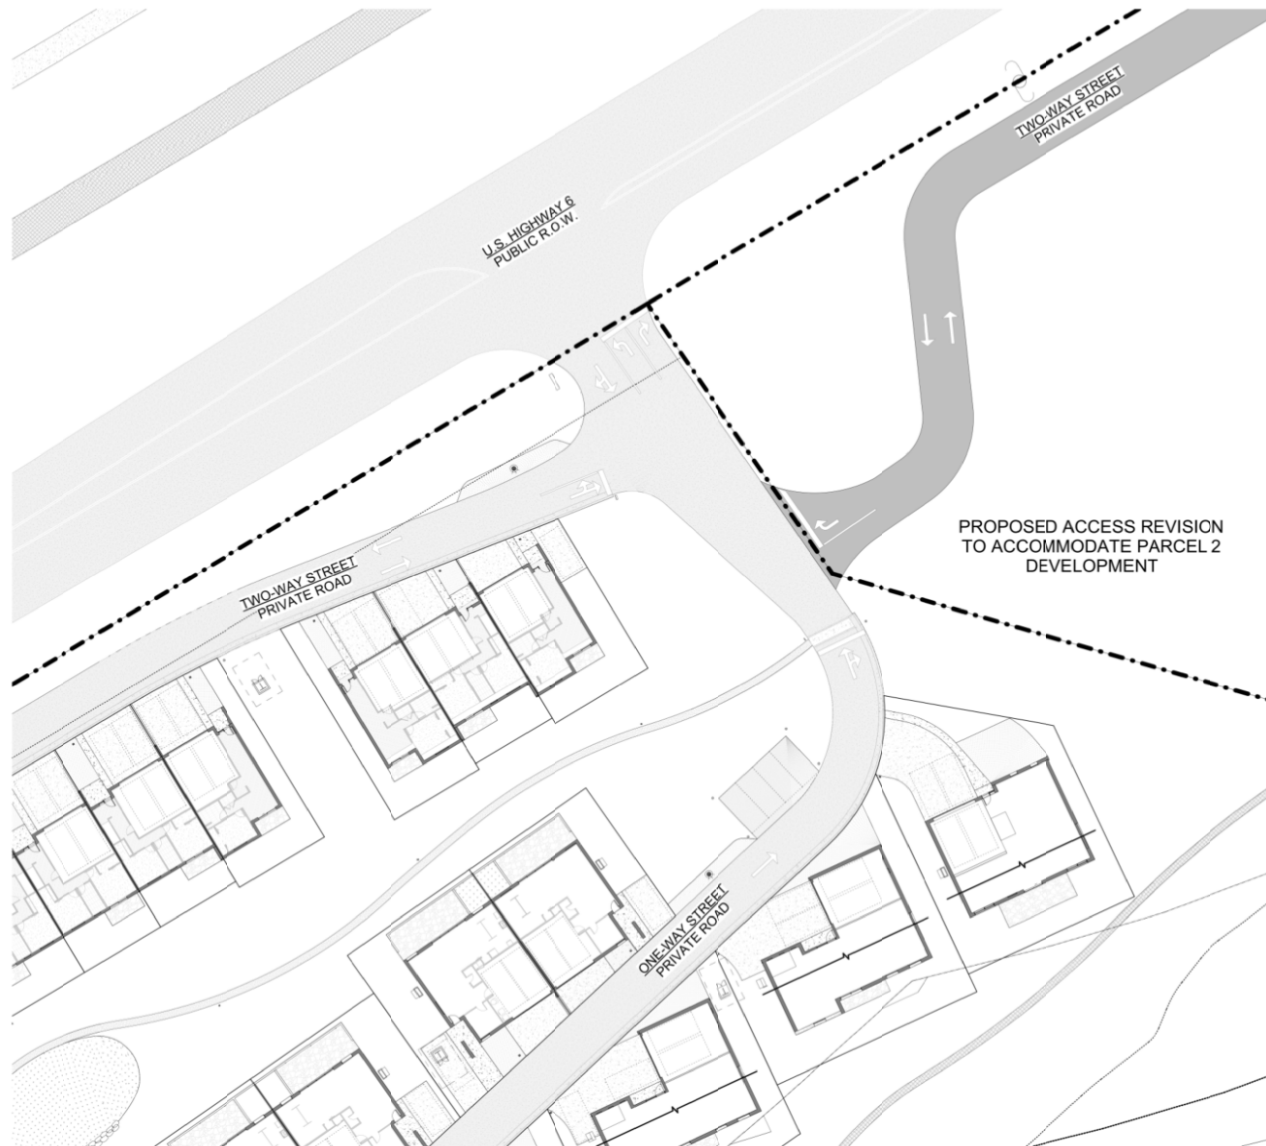 TWO-WAY STREET
PRIVATE ROAD
U.S. HIGHWAY 6
PUBLIC R.O.W.
PROPOSED ACCESS REVISION
TO ACCOMMODATE PARCEL 2
DEVELOPMENT
TWO-WAY STREET
PRIVATE ROAD
ONE-WAY STREET
PRIVATE ROAD